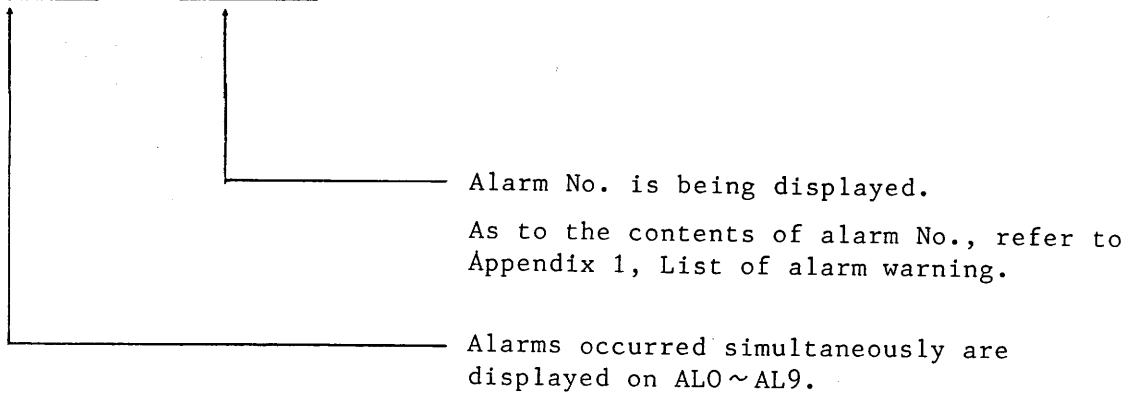 Alarm No. is being displayed.
As to the contents of alarm No., refer to
Appendix 1, List of alarm warning.
Alarms occurred simultaneously are
displayed on AL0～AL9.